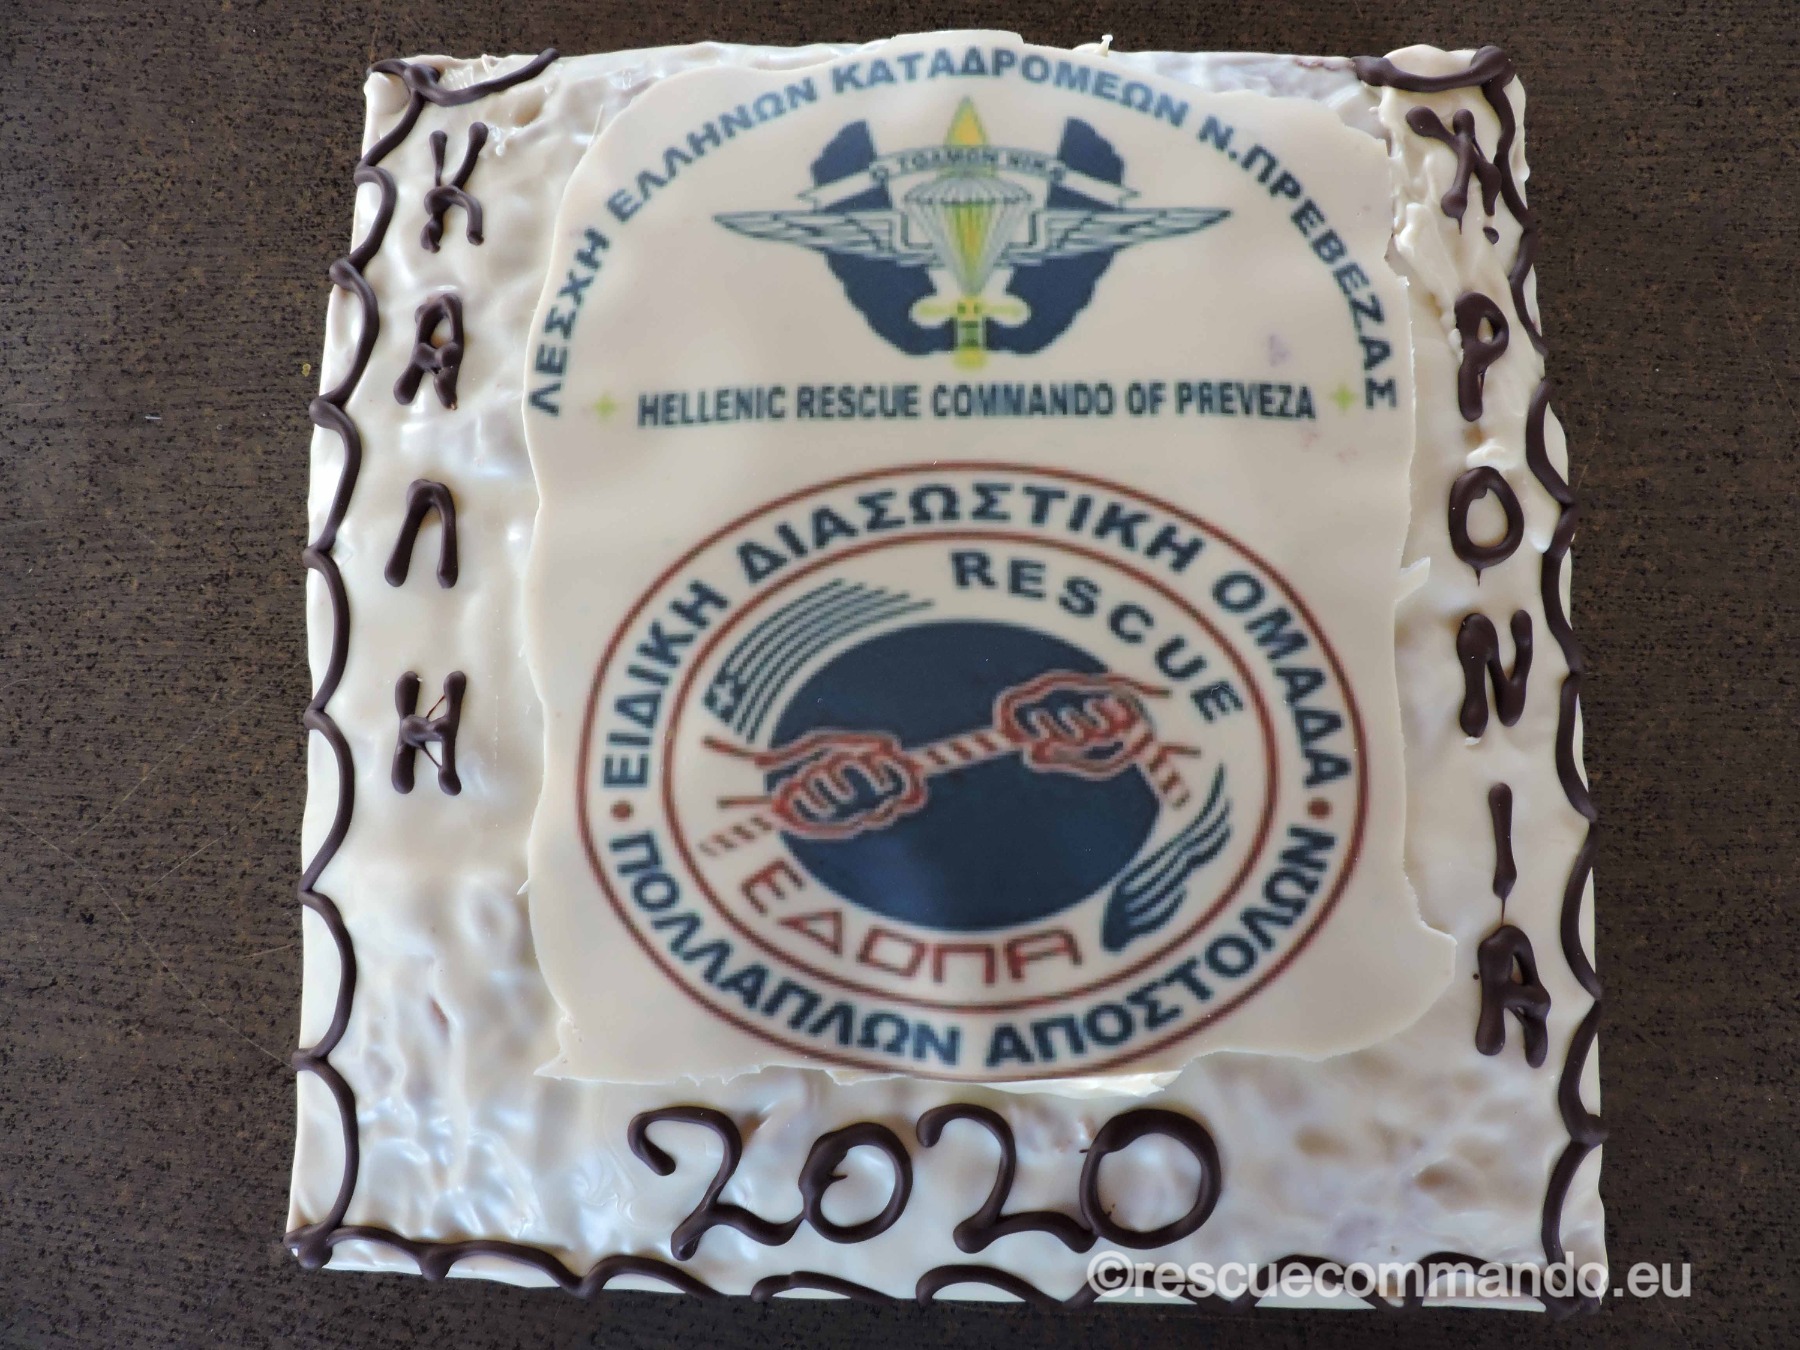 ΚΑΛΗ
ΧΡΟΝΙΑ
ΛΕΣΧΗ ΕΛΛΗΝΩΝ ΚΑΤΑΔΡΟΜΕΩΝ Ν.ΠΡΕΒΕΖΑΣ
Ο ΤΟΛΜΩΝ ΝΙΚΑ
HELLENIC RESCUE COMMANDO OF PREVEZA
ΕΙΔΙΚΗ ΔΙΑΣΩΣΤΙΚΗ ΟΜΑΔΑ
RESCUE
ΕΔΟΠΑ
ΠΟΛΛΑΠΛΩΝ ΑΠΟΣΤΟΛΩΝ
2020
©rescuecommando.eu